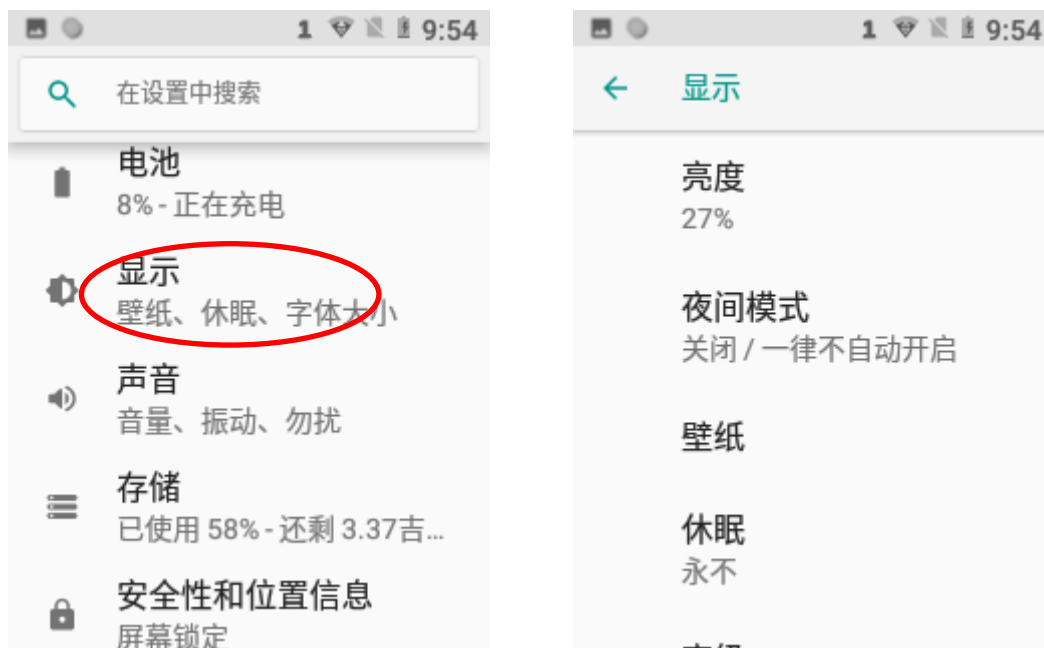 1 9:54
在设置中搜索
电池
8% - 正在充电
显示
壁纸、休眠、字体大小
声音
音量、振动、勿扰
存储
已使用 58% - 还剩 3.37吉...
安全性和位置信息
屏幕锁定
1 9:54
显示
亮度
27%
夜间模式
关闭 / 一律不自动开启
壁纸
休眠
永不